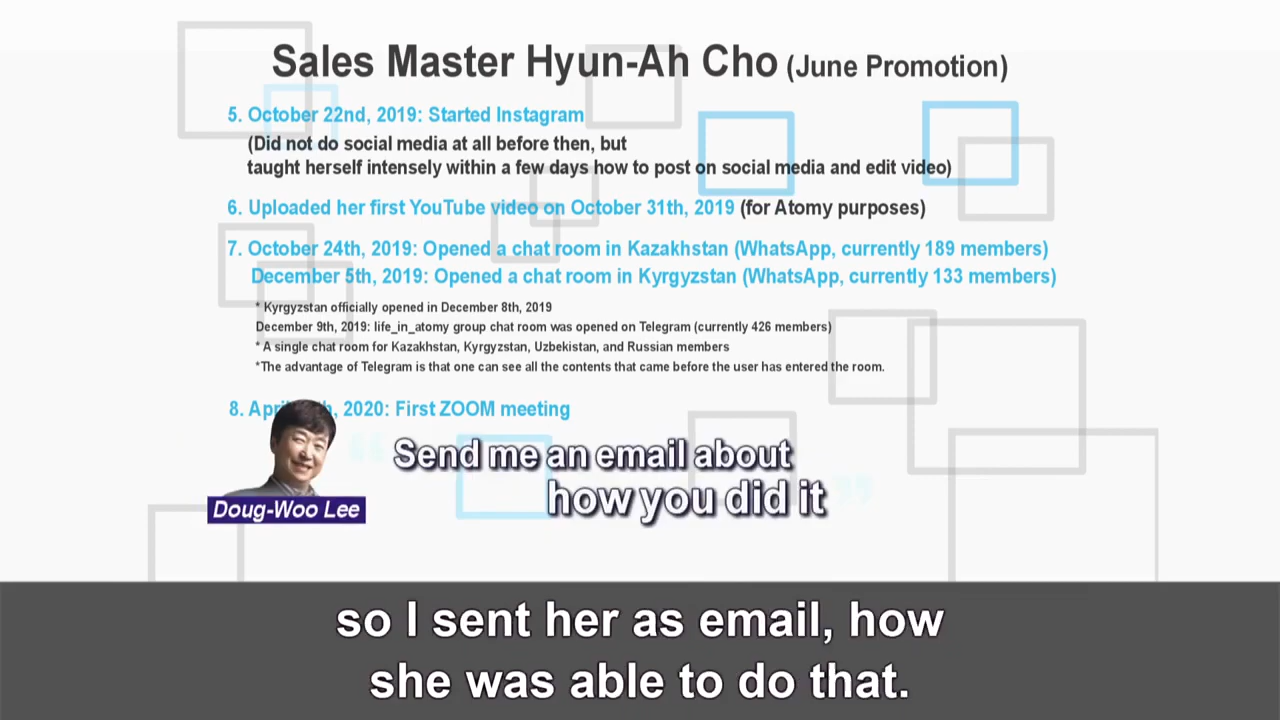 Sales Master Hyun-Ah Cho (June Promotion)
5. October 22nd, 2019: Started Instagram
(Did not do social media at all before then, but
taught herself intensely within a few days how to post on social media and edit video)
6. Uploaded her first YouTube video on October 31th, 2019 (for Atomy purposes)
7. October 24th, 2019: Opened a chat room in Kazakhstan (WhatsApp, currently 189 members)
December 5th, 2019: Opened a chat room in Kyrgyzstan (WhatsApp, currently 133 members)
* Kyrgyzstan officially opened in December 8th, 2019
December 9th, 2019: life_in_atomy group chat room was opened on Telegram (currently 426 members)
* A single chat room for Kazakhstan, Kyrgyzstan, Uzbekistan, and Russian members
*The advantage of Telegram is that one can see all the contents that came before the user has entered the room.
8. 2020: First ZOOM meeting
“Send me an email about
how you did it”
Doug-Woo Lee
so I sent her as email, how
she was able to do that.